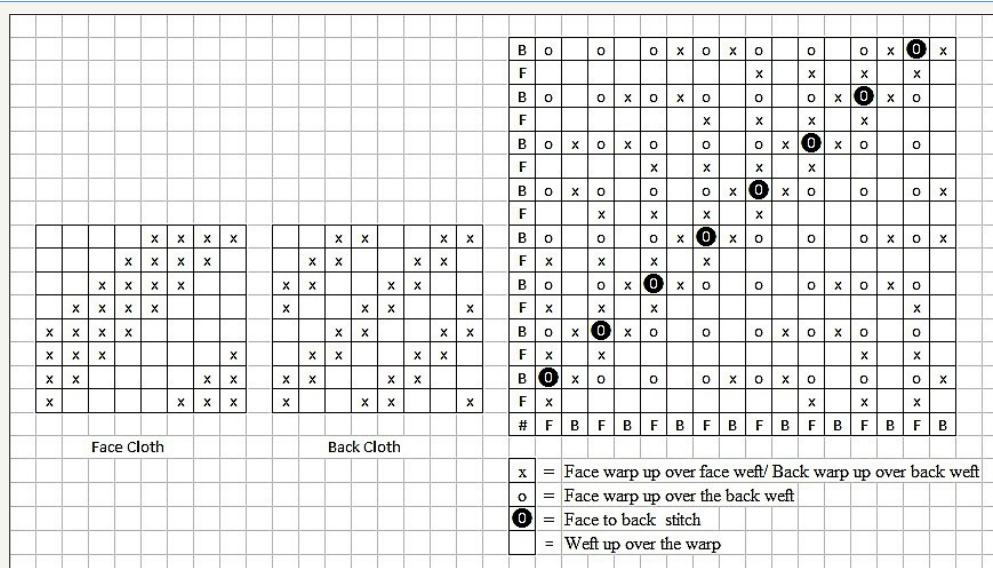 x x x x
x x x x
x x x x
x x x x
x x x x
x x x x
x x x x
x x x x
Face Cloth
x x x x
x x x x
x x x x
x x x x
x x x x
x x x x
x x x x
x x x x
Back Cloth
B o o o x o x o o o x O x
F x x x x
B o o x o x o o o x O x o
F x x x x
B o x o x o o o x O x o o
F x x x x
B o x o o o x O x o o o x
F x x x x
B o o o x O x o o o x o x
F x x x x
B o o x O x o o o x o x o
F x x x x
B o x O x o o o x o x o o
F x x x x
B O x o o o x o x o o o x
F x x x x
# F B F B F B F B F B F B F B F B
x = Face warp up over face weft/ Back warp up over back weft
o = Face warp up over the back weft
O = Face to back stitch
= Weft up over the warp